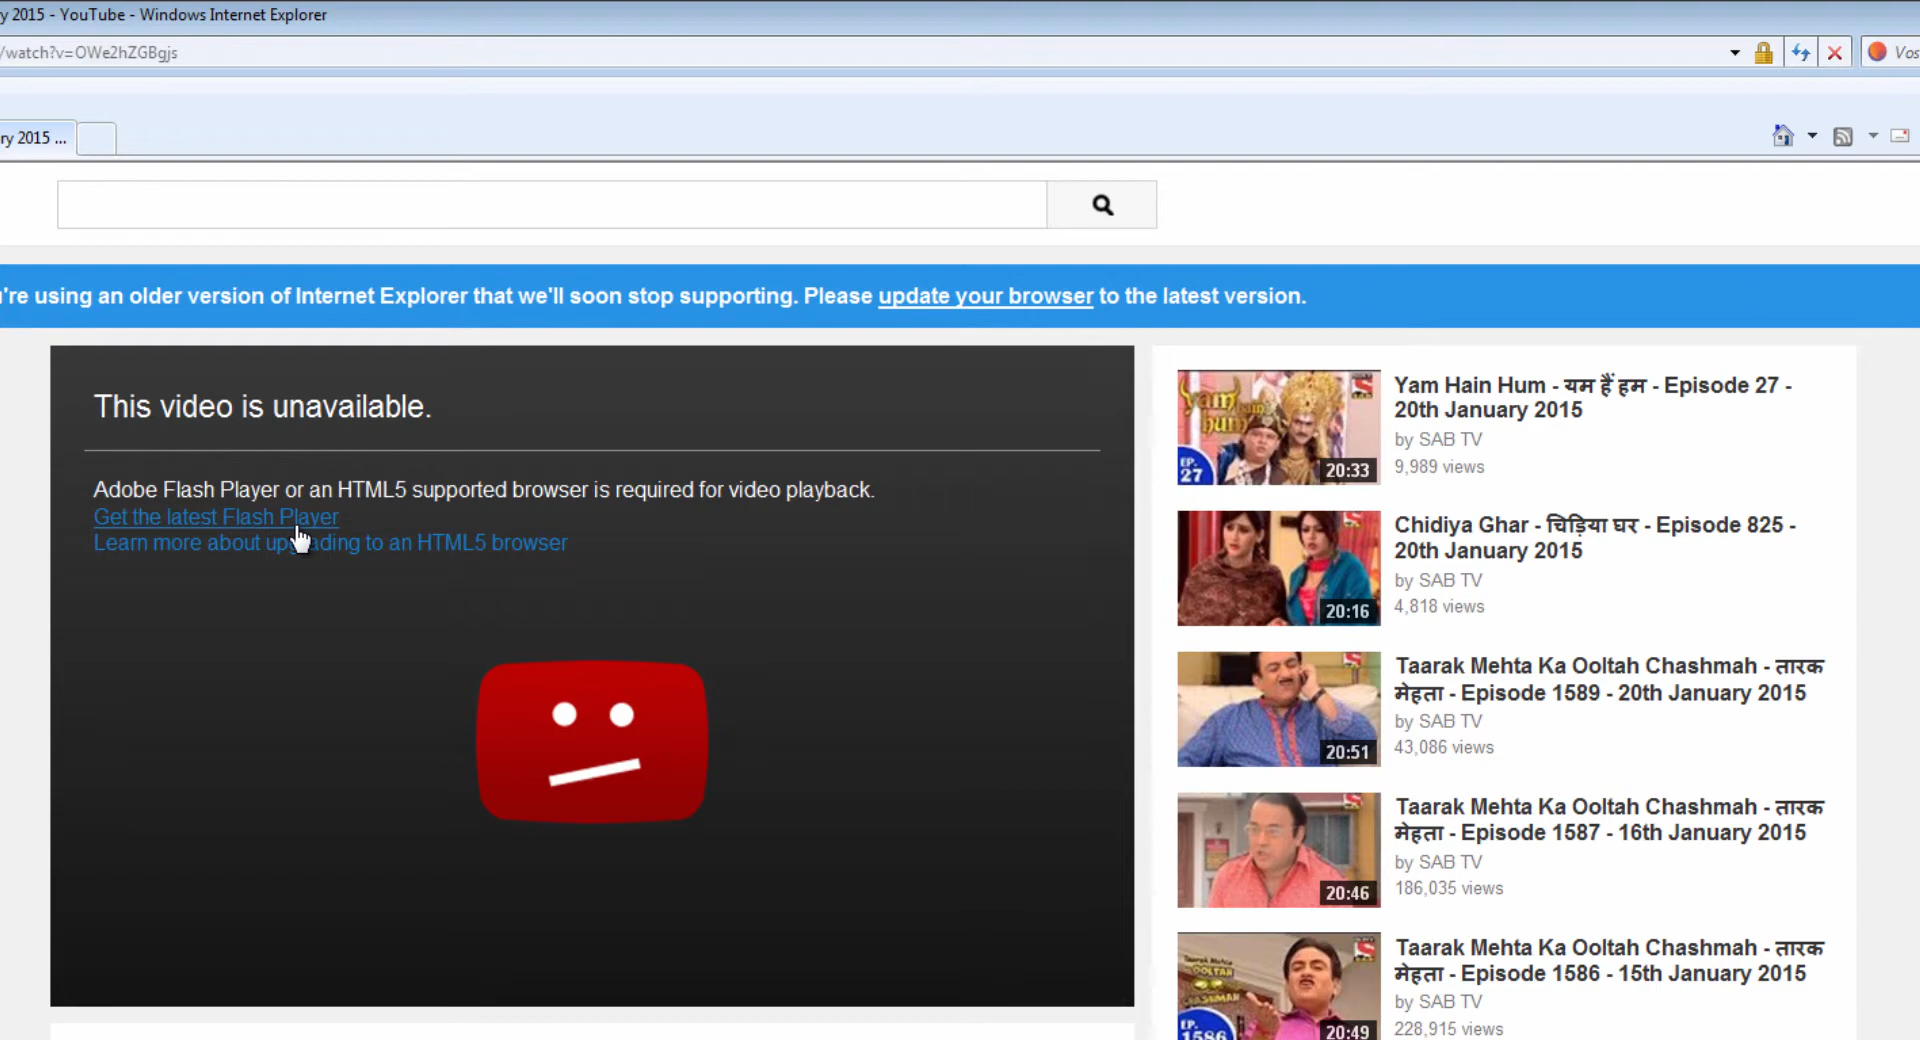 y 2015 - YouTube - Windows Internet Explorer
/watch?v=OWe2hZGBgjs
Vos
ry 2015 ...
're using an older version of Internet Explorer that we'll soon stop supporting. Please update your browser to the latest version.
This video is unavailable.
Adobe Flash Player or an HTML5 supported browser is required for video playback.
Get the latest Flash Player
Learn more about upgrading to an HTML5 browser
yam
hum
EP.
27
20:33
Yam Hain Hum - यम हैं हम - Episode 27 -
20th January 2015
by SAB TV
9,989 views
20:16
Chidiya Ghar - चिड़िया घर - Episode 825 -
20th January 2015
by SAB TV
4,818 views
20:51
Taarak Mehta Ka Ooltah Chashmah - तारक
मेहता - Episode 1589 - 20th January 2015
by SAB TV
43,086 views
20:46
Taarak Mehta Ka Ooltah Chashmah - तारक
मेहता - Episode 1587 - 16th January 2015
by SAB TV
186,035 views
EP.
1586
20:49
Taarak Mehta Ka Ooltah Chashmah - तारक
मेहता - Episode 1586 - 15th January 2015
by SAB TV
228,915 views